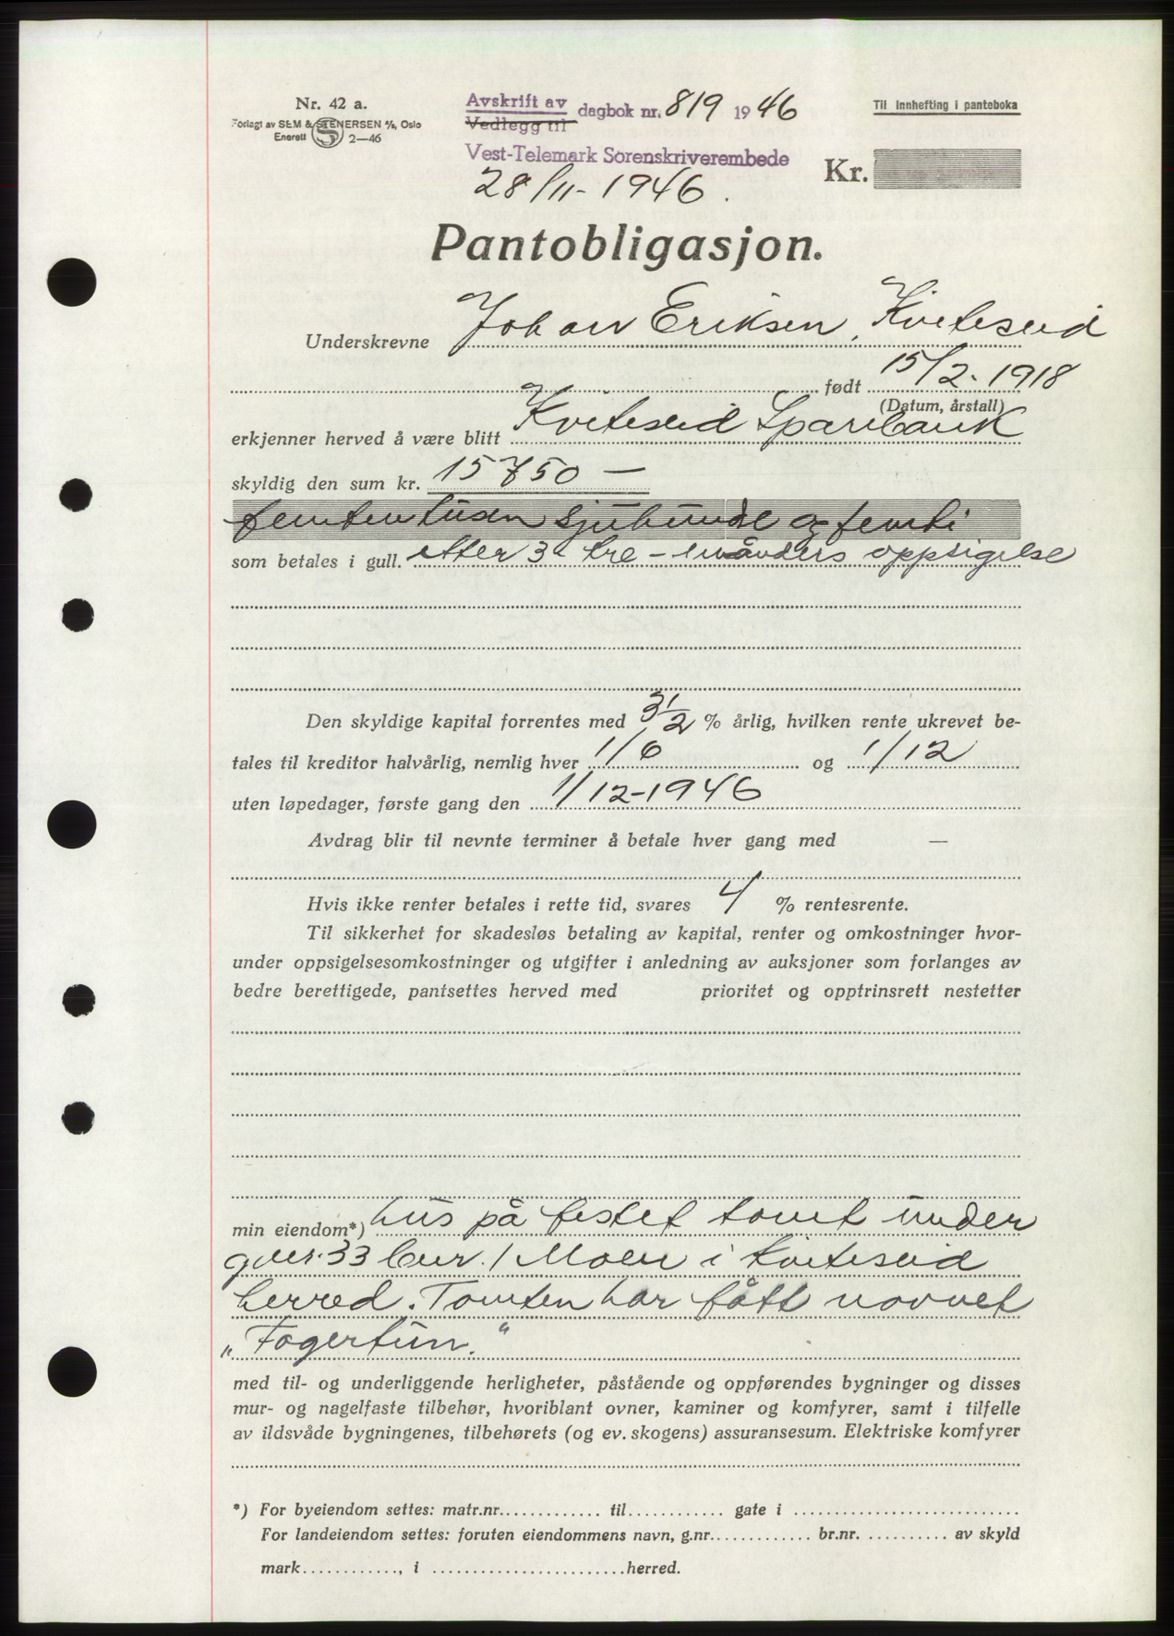 Nr. 42 a.
Forlagt av SEM & STENERSEN A/S, Oslo
Enerett 2—46
Avskrift av
Vedlegg til
dagbok nr. 819 1946
Vest-Telemark Sorenskriverembede
28/11-1946.
Til innhefting i panteboka
Kr.
Pantobligasjon.
Underskrevne Johan Eriksen, Kviteseid
født 15/2-1918
(Datum, årstall)
erkjenner herved å være blitt Kviteseid Sparebank
skyldig den sum kr. 15750 —
femten tusen sjuhundre og femti
som betales i gull. etter 3 - tre - måneders oppsigelse
Den skyldige kapital forrentes med 3 1/2 % årlig, hvilken rente ukrevet be-
tales til kreditor halvårlig, nemlig hver 1/6 og 1/12
uten løpedager, første gang den 1/12-1946
Avdrag blir til nevnte terminer å betale hver gang med —
Hvis ikke renter betales i rette tid, svares 4 % rentesrente.
Til sikkerhet for skadesløs betaling av kapital, renter og omkostninger hvor-
under oppsigelsesomkostninger og utgifter i anledning av auksjoner som forlanges av
bedre berettigede, pantsettes herved med prioritet og opptrinsrett nestetter
min eiendom*) hus på festet tomt under
gnr. 33 bnr. 1 Moen i Kviteseid
herred. Tomten har fått navnet
„Fagertun."
med til- og underliggende herligheter, påstående og oppførendes bygninger og disses
mur- og nagelfaste tilbehør, hvoriblant ovner, kaminer og komfyrer, samt i tilfelle
av ildsvåde bygningenes, tilbehørets (og ev. skogens) assuransesum. Elektriske komfyrer
*) For byeiendom settes: matr.nr. til gate i
For landeiendom settes: foruten eiendommens navn, g.nr. br.nr. av skyld
mark , i herred.